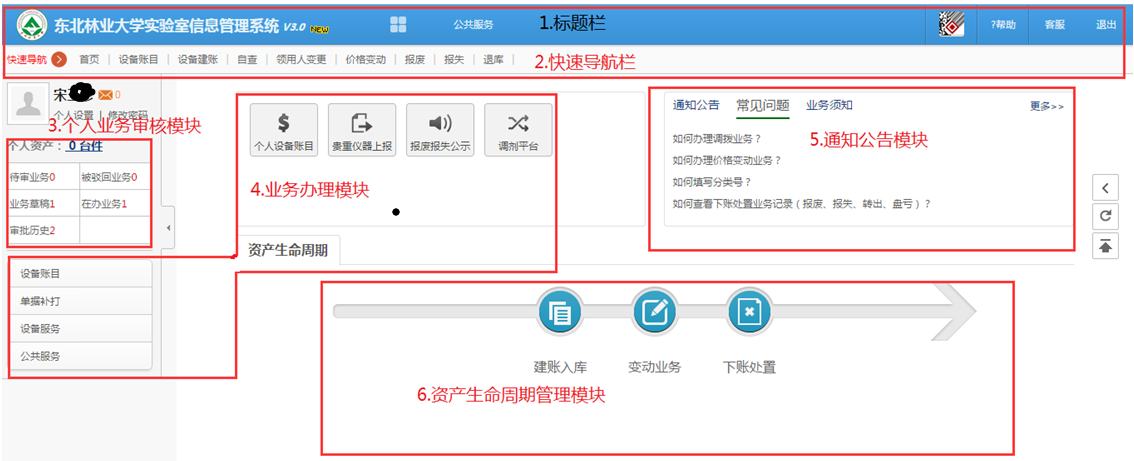 东北林业大学实验室信息管理系统 V3.0 NEW
公共服务
1.标题栏
?帮助
客服
退出
快速导航
首页 | 设备账目 | 设备建账 | 自查 | 领用人变更 | 价格变动 | 报废 | 报失 | 退库 |
2.快速导航栏
宋
0
个人设置 | 修改密码
3.个人业务审核模块
个人资产： 0 台件
待审业务0
被驳回业务0
业务草稿1
在办业务1
审批历史2
设备账目
单据补打
设备服务
公共服务
个人设备账目
贵重仪器上报
报废报失公示
调剂平台
4.业务办理模块
通知公告
常见问题
业务须知
更多>>
如何办理调拨业务？
如何办理价格变动业务？
如何填写分类号？
如何查看下账处置业务记录（报废、报失、转出、盘亏）？
5.通知公告模块
资产生命周期
建账入库
变动业务
下账处置
6.资产生命周期管理模块